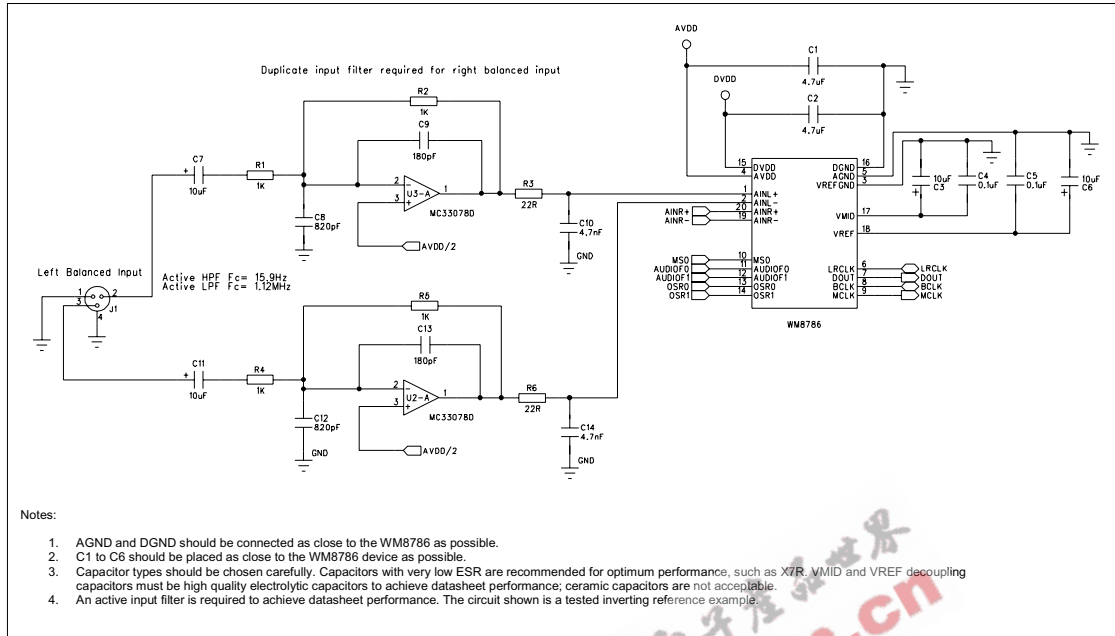 AVDD
C1
4.7uF
Duplicate input filter required for right balanced input
DVDD
C2
4.7uF
R2
1K
C9
180pF
C7
10uF
R1
1K
2
3
U3-A
1
MC33078D
R3
22R
C8
820pF
AVDD/2
GND
C10
4.7nF
GND
15 DVDD
4 AVDD
DGND 16
AGND 5
VREFGND 3
1 AINL+
2 AINL-
AINR+ 20 AINR+
AINR- 19 AINR-
10uF
C3
C4
0.1uF
C5
0.1uF
10uF
C6
VMID 17
VREF 18
MS0 10 MS0
AUDIOF0 11 AUDIOF0
AUDIOF1 12 AUDIOF1
OSR0 13 OSR0
OSR1 14 OSR1
LRCLK 6 LRCLK
DOUT 7 DOUT
BCLK 8 BCLK
MCLK 9 MCLK
WM8786
Left Balanced Input
1
2
3
4
J1
Active HPF Fc= 15.9Hz
Active LPF Fc= 1.12MHz
R5
1K
C13
180pF
C11
10uF
R4
1K
2
3
U2-A
1
MC33078D
R6
22R
C12
820pF
GND
AVDD/2
C14
4.7nF
GND
Notes:
1. AGND and DGND should be connected as close to the WM8786 as possible.
2. C1 to C6 should be placed as close to the WM8786 device as possible.
3. Capacitor types should be chosen carefully. Capacitors with very low ESR are recommended for optimum performance, such as X7R. VMID and VREF decoupling
capacitors must be high quality electrolytic capacitors to achieve datasheet performance; ceramic capacitors are not acceptable.
4. An active input filter is required to achieve datasheet performance. The circuit shown is a tested inverting reference example.
.cn